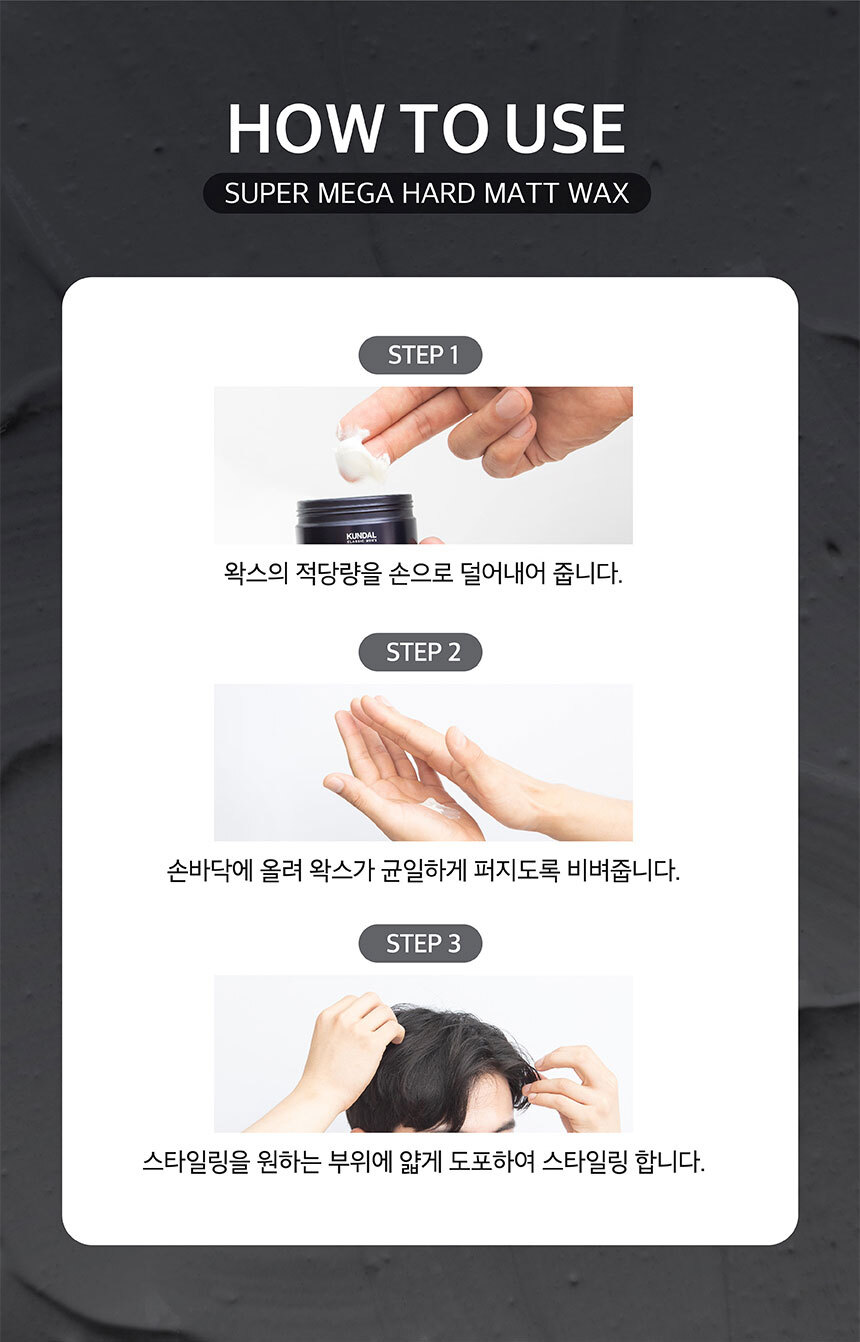 HOW TO USE
SUPER MEGA HARD MATT WAX
STEP 1
KUNDAL
CLASSIC MEN'S
왁스의 적당량을 손으로 덜어내어 줍니다.
STEP 2
손바닥에 올려 왁스가 균일하게 퍼지도록 비벼줍니다.
STEP 3
스타일링을 원하는 부위에 얇게 도포하여 스타일링 합니다.